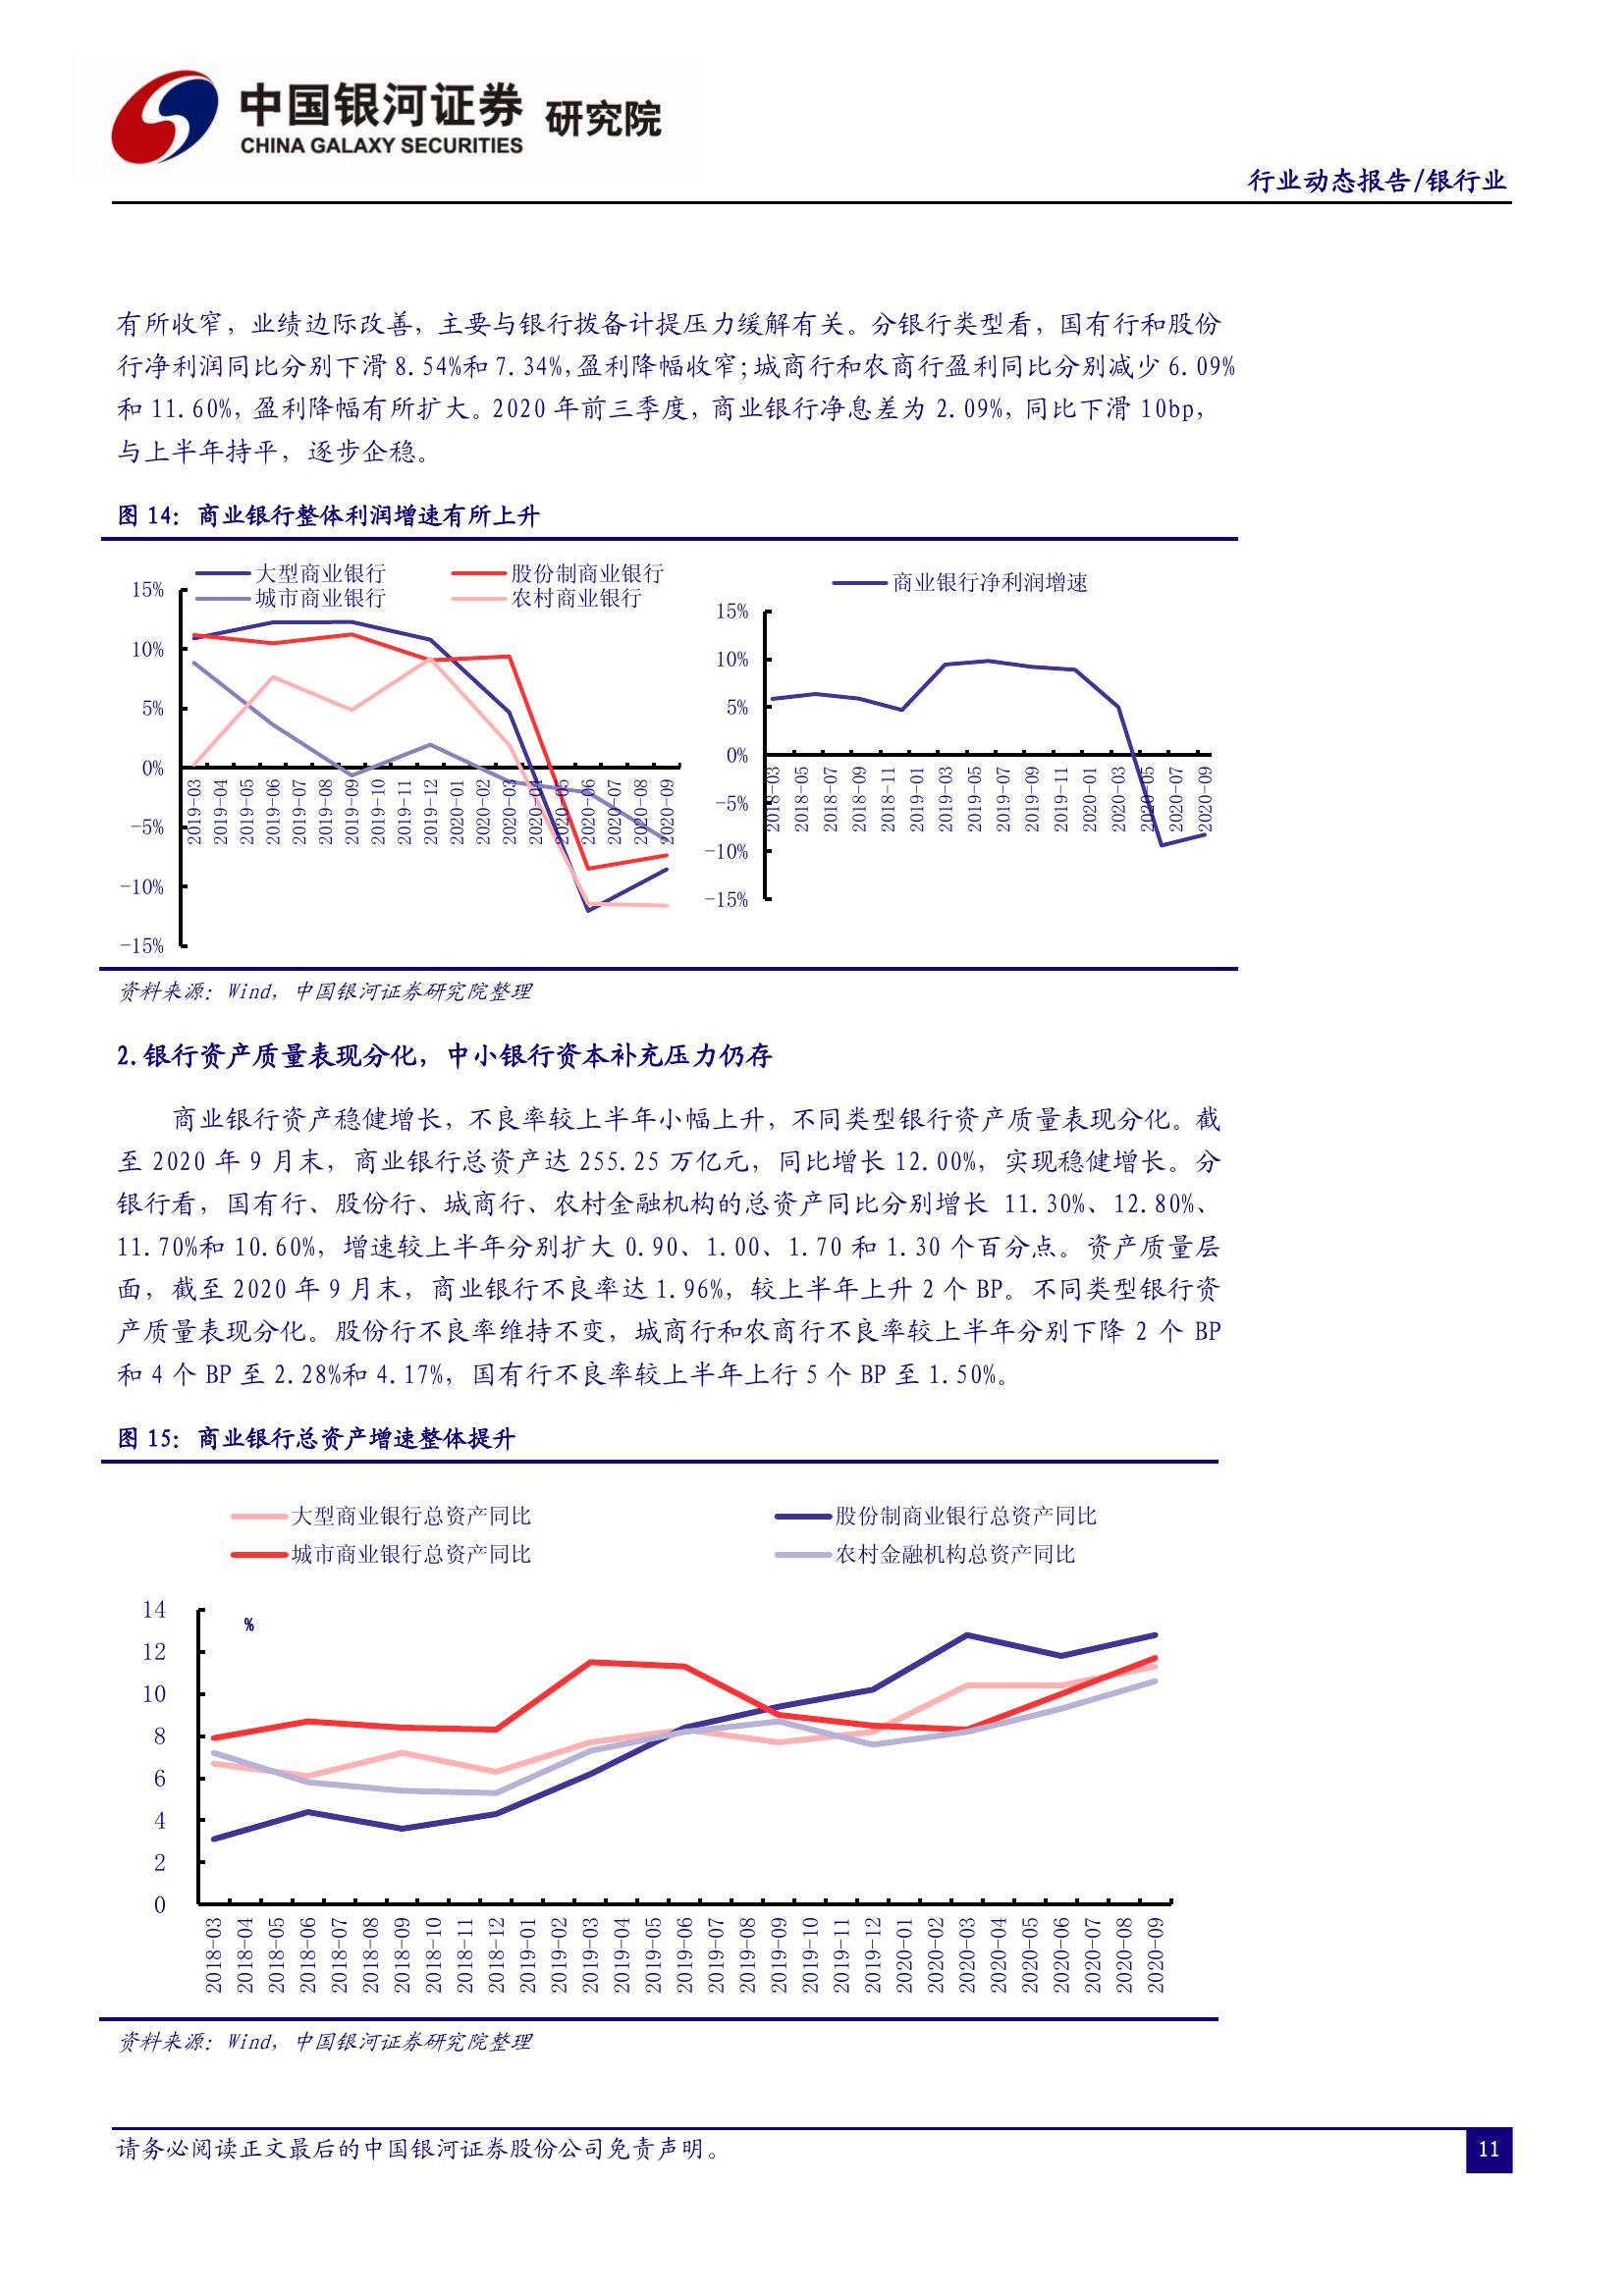 中国银河证券 研究院
CHINA GALAXY SECURITIES
行业动态报告/银行业
有所收窄，业绩边际改善，主要与银行拨备计提压力缓解有关。分银行类型看，国有行和股份
行净利润同比分别下滑 8.54%和 7.34%，盈利降幅收窄；城商行和农商行盈利同比分别减少 6.09%
和 11.60%，盈利降幅有所扩大。2020 年前三季度，商业银行净息差为 2.09%，同比下滑 10bp，
与上半年持平，逐步企稳。
图 14：商业银行整体利润增速有所上升
大型商业银行 股份制商业银行
城市商业银行 农村商业银行
15%
10%
5%
0%
-5%
-10%
-15%
2019-03 2019-04 2019-05 2019-06 2019-07 2019-08 2019-09 2019-10 2019-11 2019-12 2020-01 2020-02 2020-03 2020-04 2020-05 2020-06 2020-07 2020-08 2020-09
商业银行净利润增速
15%
10%
5%
0%
-5%
-10%
-15%
2018-03 2018-05 2018-07 2018-09 2018-11 2019-01 2019-03 2019-05 2019-07 2019-09 2019-11 2020-01 2020-03 2020-05 2020-07 2020-09
资料来源：Wind，中国银河证券研究院整理
2.银行资产质量表现分化，中小银行资本补充压力仍存
商业银行资产稳健增长，不良率较上半年小幅上升，不同类型银行资产质量表现分化。截
至 2020 年 9 月末，商业银行总资产达 255.25 万亿元，同比增长 12.00%，实现稳健增长。分
银行看，国有行、股份行、城商行、农村金融机构的总资产同比分别增长 11.30%、12.80%、
11.70%和 10.60%，增速较上半年分别扩大 0.90、1.00、1.70 和 1.30 个百分点。资产质量层
面，截至 2020 年 9 月末，商业银行不良率达 1.96%，较上半年上升 2 个 BP。不同类型银行资
产质量表现分化。股份行不良率维持不变，城商行和农商行不良率较上半年分别下降 2 个 BP
和 4 个 BP 至 2.28%和 4.17%，国有行不良率较上半年上行 5 个 BP 至 1.50%。
图 15：商业银行总资产增速整体提升
大型商业银行总资产同比 股份制商业银行总资产同比
城市商业银行总资产同比 农村金融机构总资产同比
%
14
12
10
8
6
4
2
0
2018-03 2018-04 2018-05 2018-06 2018-07 2018-08 2018-09 2018-10 2018-11 2018-12 2019-01 2019-02 2019-03 2019-04 2019-05 2019-06 2019-07 2019-08 2019-09 2019-10 2019-11 2019-12 2020-01 2020-02 2020-03 2020-04 2020-05 2020-06 2020-07 2020-08 2020-09
资料来源：Wind，中国银河证券研究院整理
请务必阅读正文最后的中国银河证券股份公司免责声明。
11